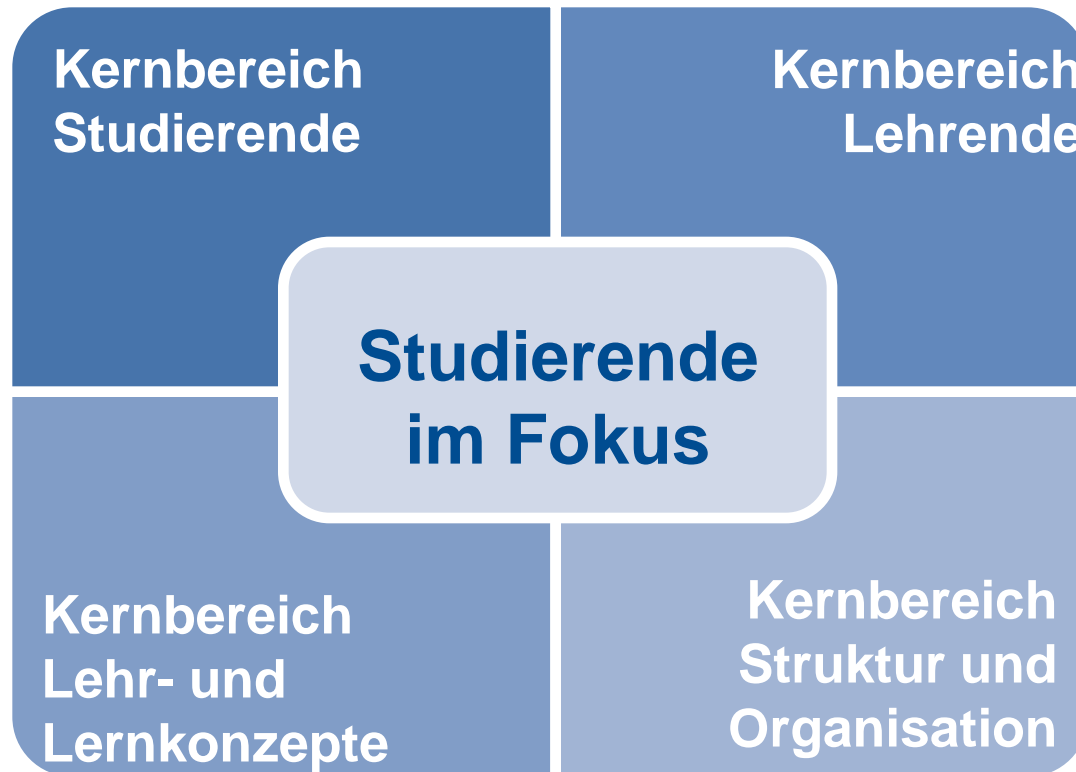 Kernbereich
Studierende
Kernbereich
Lehrende
Studierende
im Fokus
Kernbereich
Lehr- und
Lernkonzepte
Kernbereich
Struktur und
Organisation